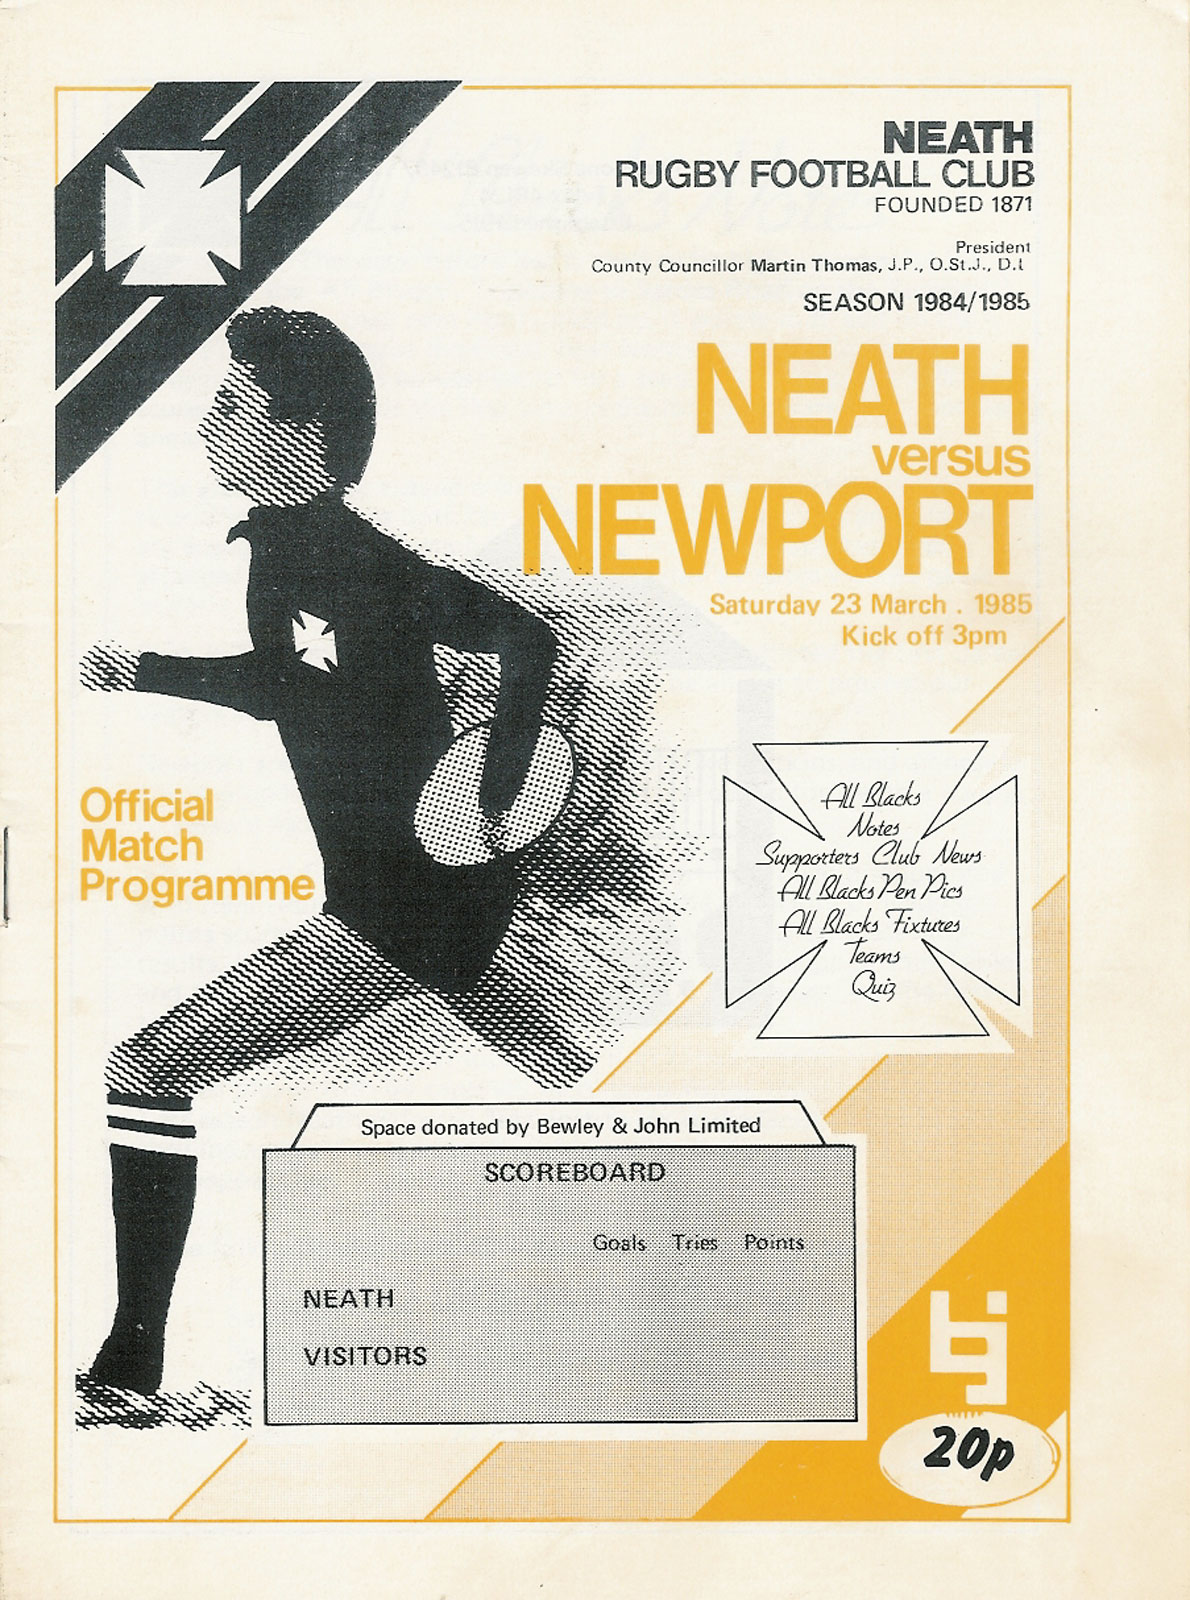 NEATH
RUGBY FOOTBALL CLUB
FOUNDED 1871
President
County Councillor Martin Thomas, J.P., O.St.J., D.L
SEASON 1984/1985
NEATH
versus
NEWPORT
Saturday 23 March . 1985
Kick off 3pm
Official
Match
Programme
All Blacks
Notes
Supporters Club News
All Blacks Pen Pics
All Blacks Fixtures
Teams
Quiz
Space donated by Bewley & John Limited
SCOREBOARD
Goals Tries Points
NEATH
VISITORS
bj
20p